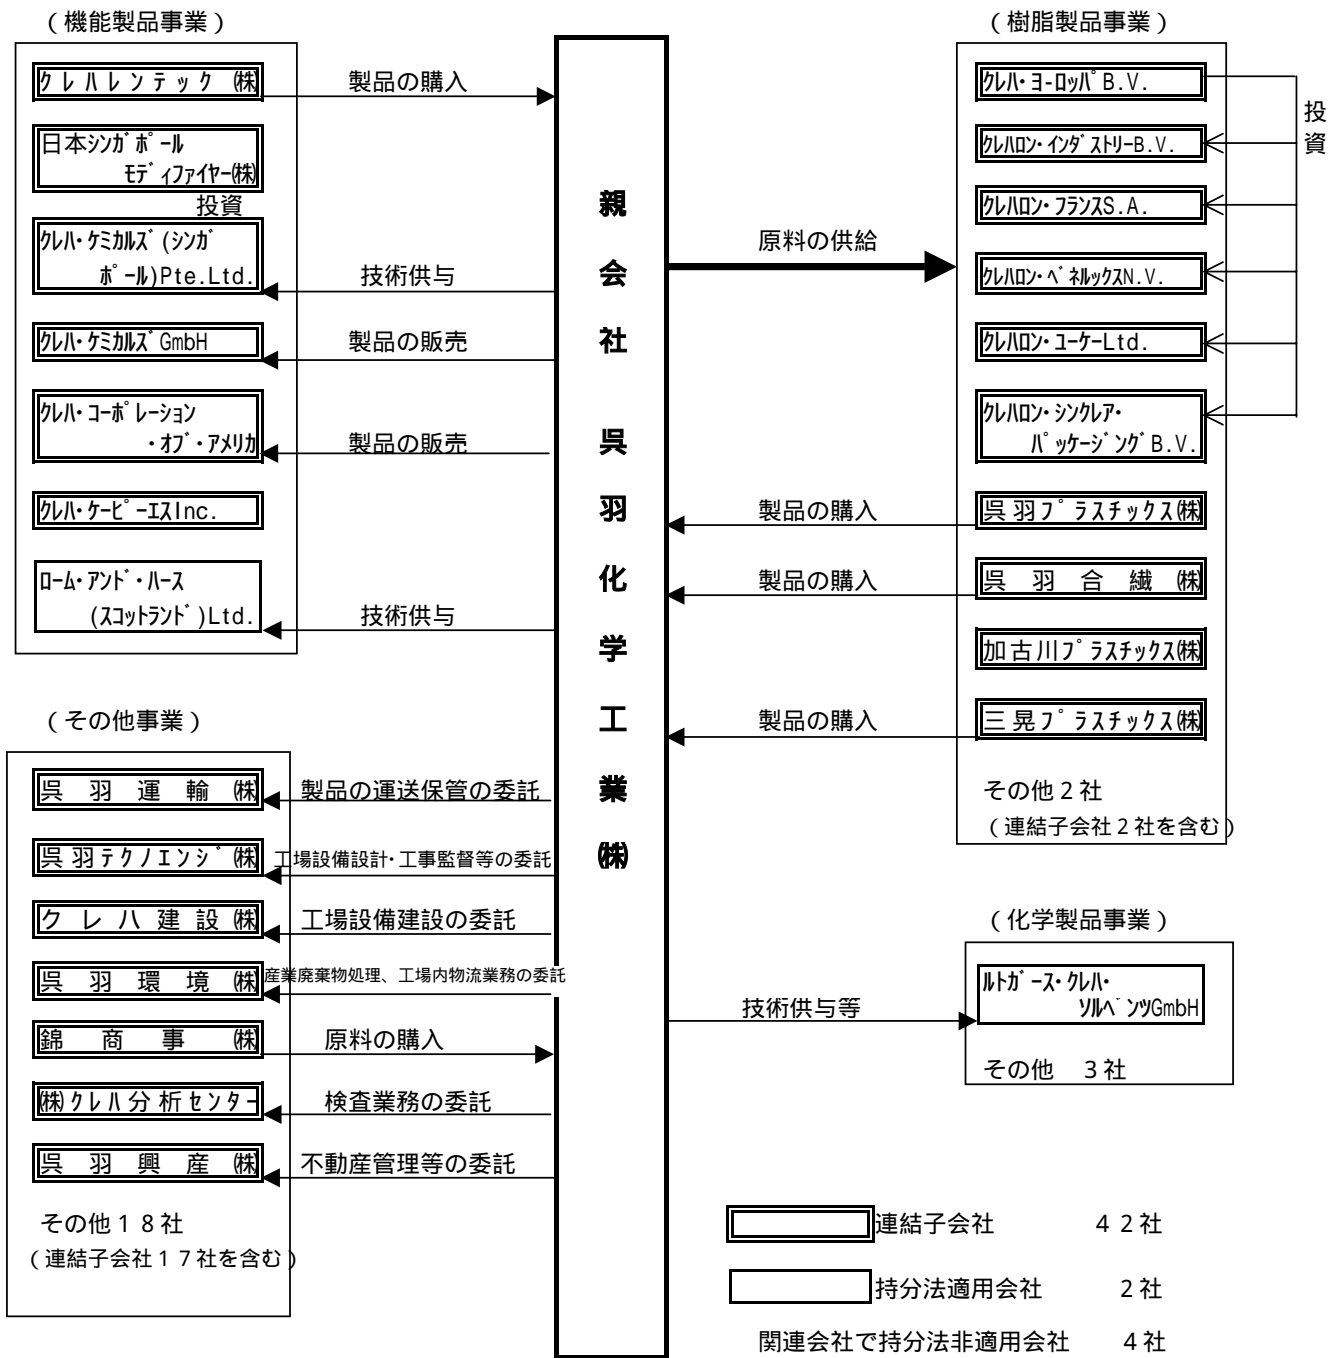 （機能製品事業）
クレハレンテック ㈱
製品の購入
日本シンガポール
モディファイヤー㈱
投資
クレハ・ケミカルズ(シンガ
ポール)Pte.Ltd.
技術供与
クレハ・ケミカルズGmbH
製品の販売
クレハ・コーポレーション
・オブ・アメリカ
製品の販売
クレハ・ケーピーエスInc.
ローム・アンド・ハース
(スコットランド)Ltd.
技術供与
（その他事業）
呉羽運輸㈱
製品の運送保管の委託
呉羽テクノエンジ㈱
工場設備設計・工事監督等の委託
クレハ建設㈱
工場設備建設の委託
呉羽環境㈱
産業廃棄物処理、工場内物流業務の委託
錦商事㈱
原料の購入
㈱クレハ分析センター
検査業務の委託
呉羽興産㈱
不動産管理等の委託
その他１８社
（連結子会社１７社を含む）
親会社 呉羽化学工業㈱
（樹脂製品事業）
クレハ・ヨーロッパB.V.
投資
クレハロン・インダストリーB.V.
クレハロン・フランスS.A.
原料の供給
クレハロン・ベネルックスN.V.
クレハロン・ユーケーLtd.
クレハロン・シンクレア・
パッケージングB.V.
製品の購入
呉羽プラスチックス㈱
製品の購入
呉羽合繊㈱
加古川プラスチックス㈱
製品の購入
三晃プラスチックス㈱
その他２社
（連結子会社２社を含む）
（化学製品事業）
ルトガース・クレハ・
ソルベンツGmbH
技術供与等
その他　３社
連結子会社　４２社
持分法適用会社　２社
関連会社で持分法非適用会社　４社